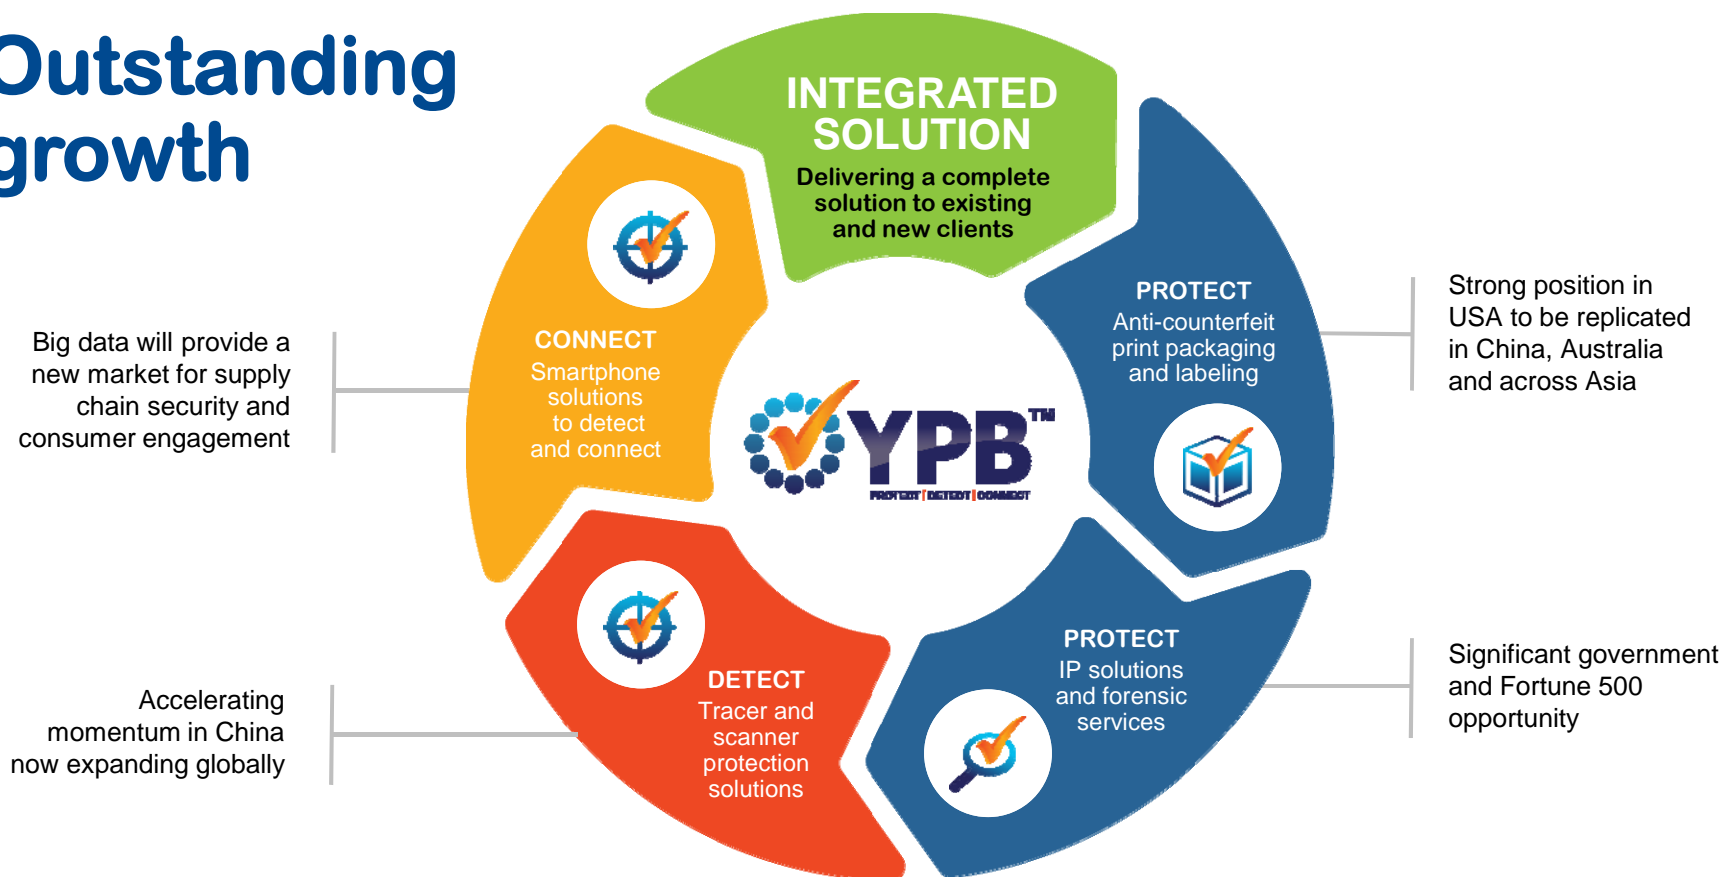 Outstanding
growth
INTEGRATED
SOLUTION
Delivering a complete
solution to existing
and new clients
PROTECT
Anti-counterfeit
print packaging
and labeling
Strong position in
USA to be replicated
in China, Australia
and across Asia
PROTECT
IP solutions
and forensic
services
Significant government
and Fortune 500
opportunity
DETECT
Tracer and
scanner
protection
solutions
Accelerating
momentum in China
now expanding globally
CONNECT
Smartphone
solutions
to detect
and connect
Big data will provide a
new market for supply
chain security and
consumer engagement
YPB™
PROTECT | DETECT | CONNECT